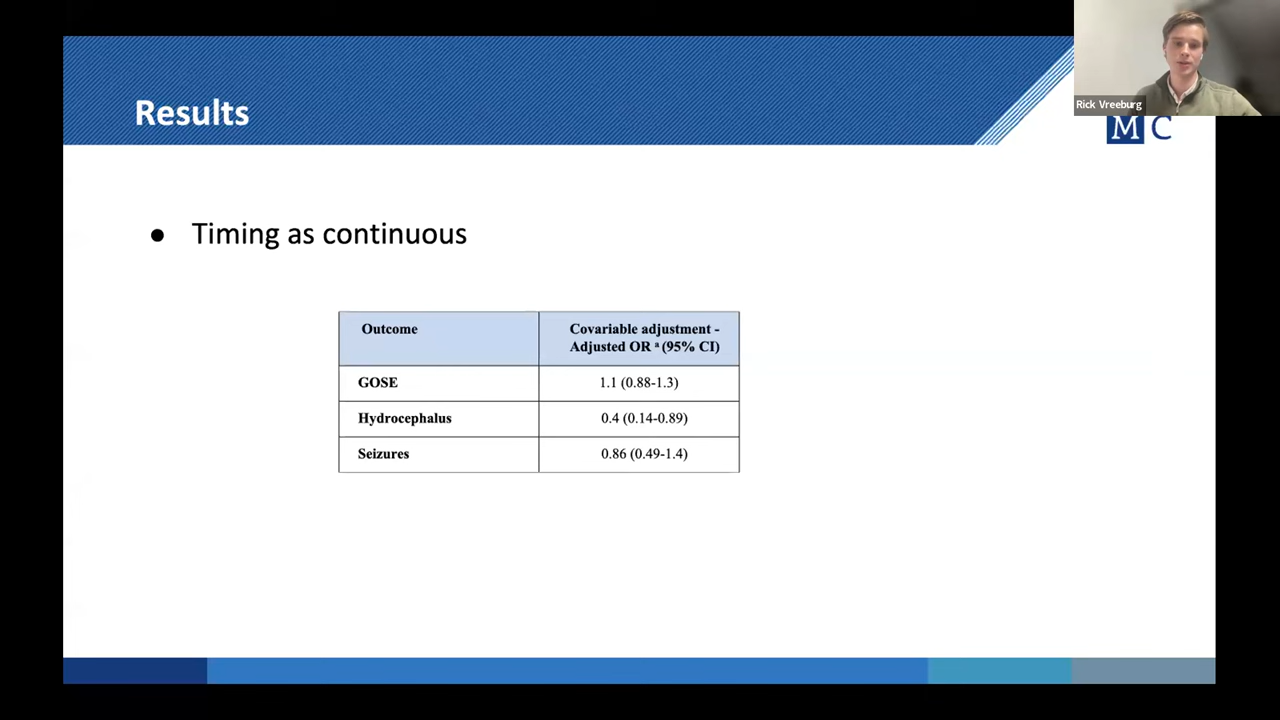 Results
Rick Vreeburg
M C
● Timing as continuous
Outcome
Covariable adjustment -
Adjusted OR ᵃ (95% CI)
GOSE
1.1 (0.88-1.3)
Hydrocephalus
0.4 (0.14-0.89)
Seizures
0.86 (0.49-1.4)